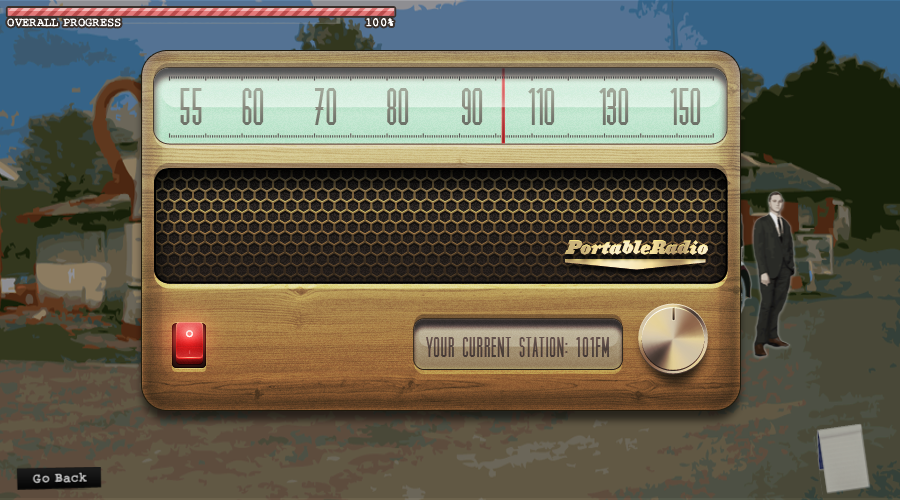 OVERALL PROGRESS 100%
55 60 70 80 90 110 130 150
PortableRadio
YOUR CURRENT STATION: 101FM
Go Back